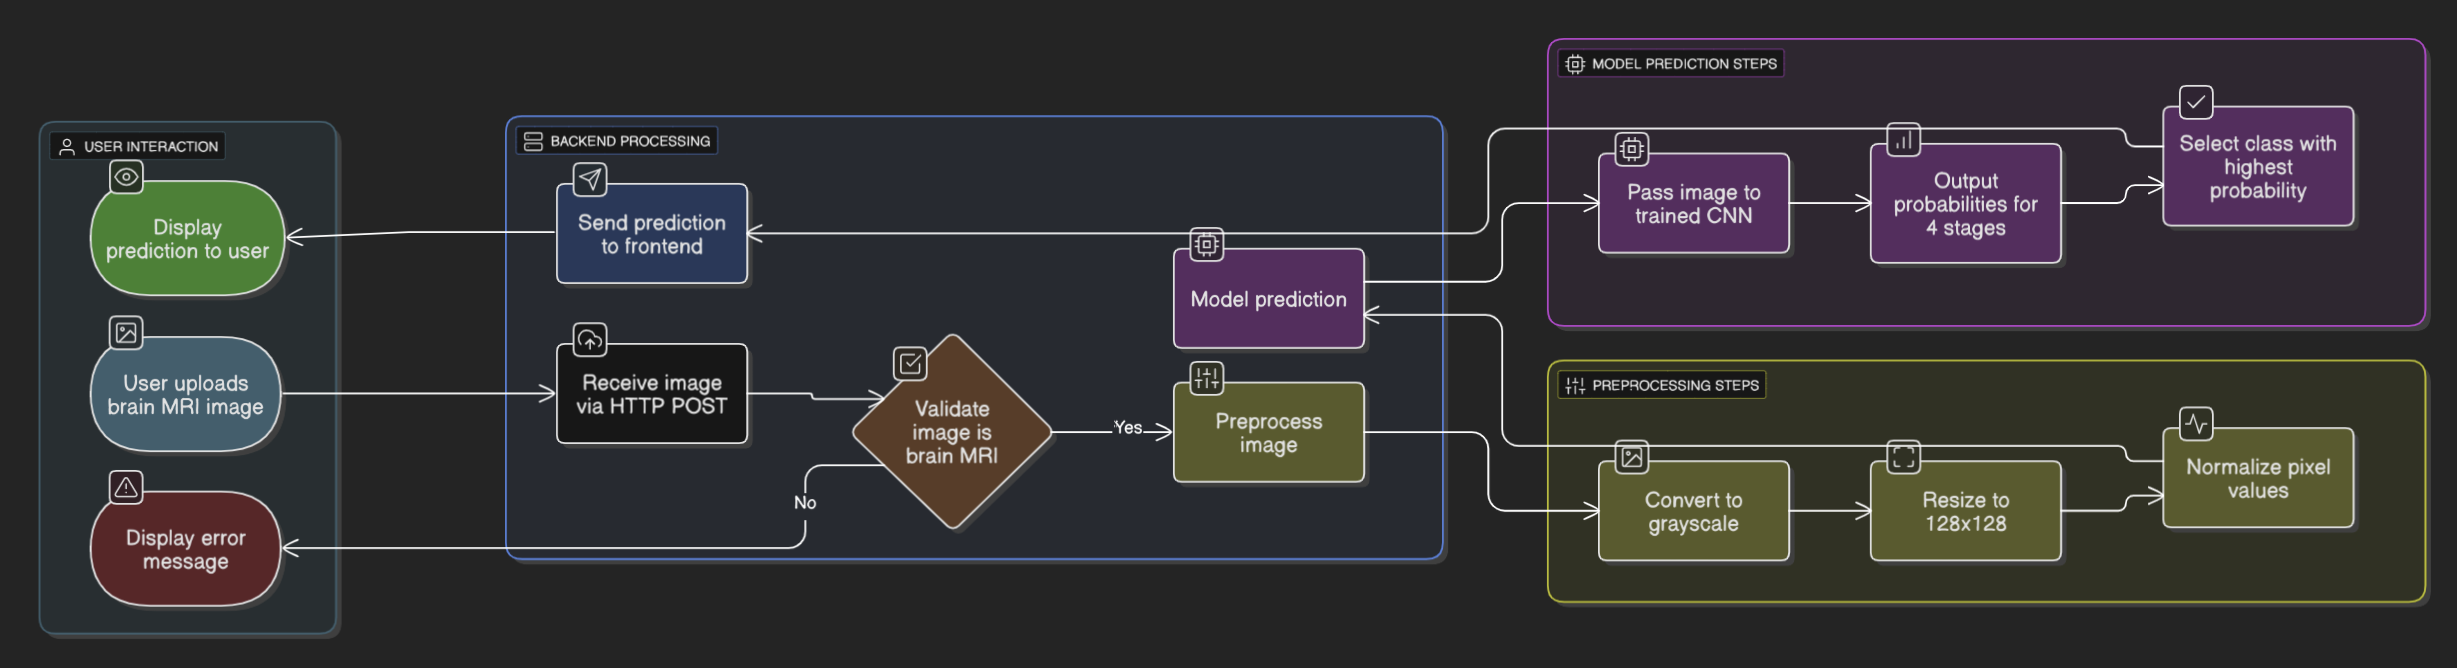 USER INTERACTION
Display
prediction to user
User uploads
brain MRI image
Display error
message
BACKEND PROCESSING
Send prediction
to frontend
Receive image
via HTTP POST
Validate
image is
brain MRI
Yes
No
Model prediction
Preprocess
image
MODEL PREDICTION STEPS
Pass image to
trained CNN
Output
probabilities for
4 stages
Select class with
highest
probability
PREPROCESSING STEPS
Convert to
grayscale
Resize to
128x128
Normalize pixel
values